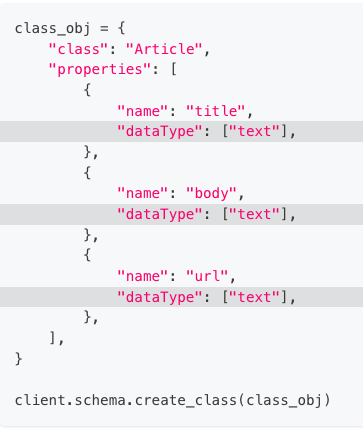 class_obj = {
    "class": "Article",
    "properties": [
        {
            "name": "title",
            "dataType": ["text"],
        },
        {
            "name": "body",
            "dataType": ["text"],
        },
        {
            "name": "url",
            "dataType": ["text"],
        },
    ],
}

client.schema.create_class(class_obj)